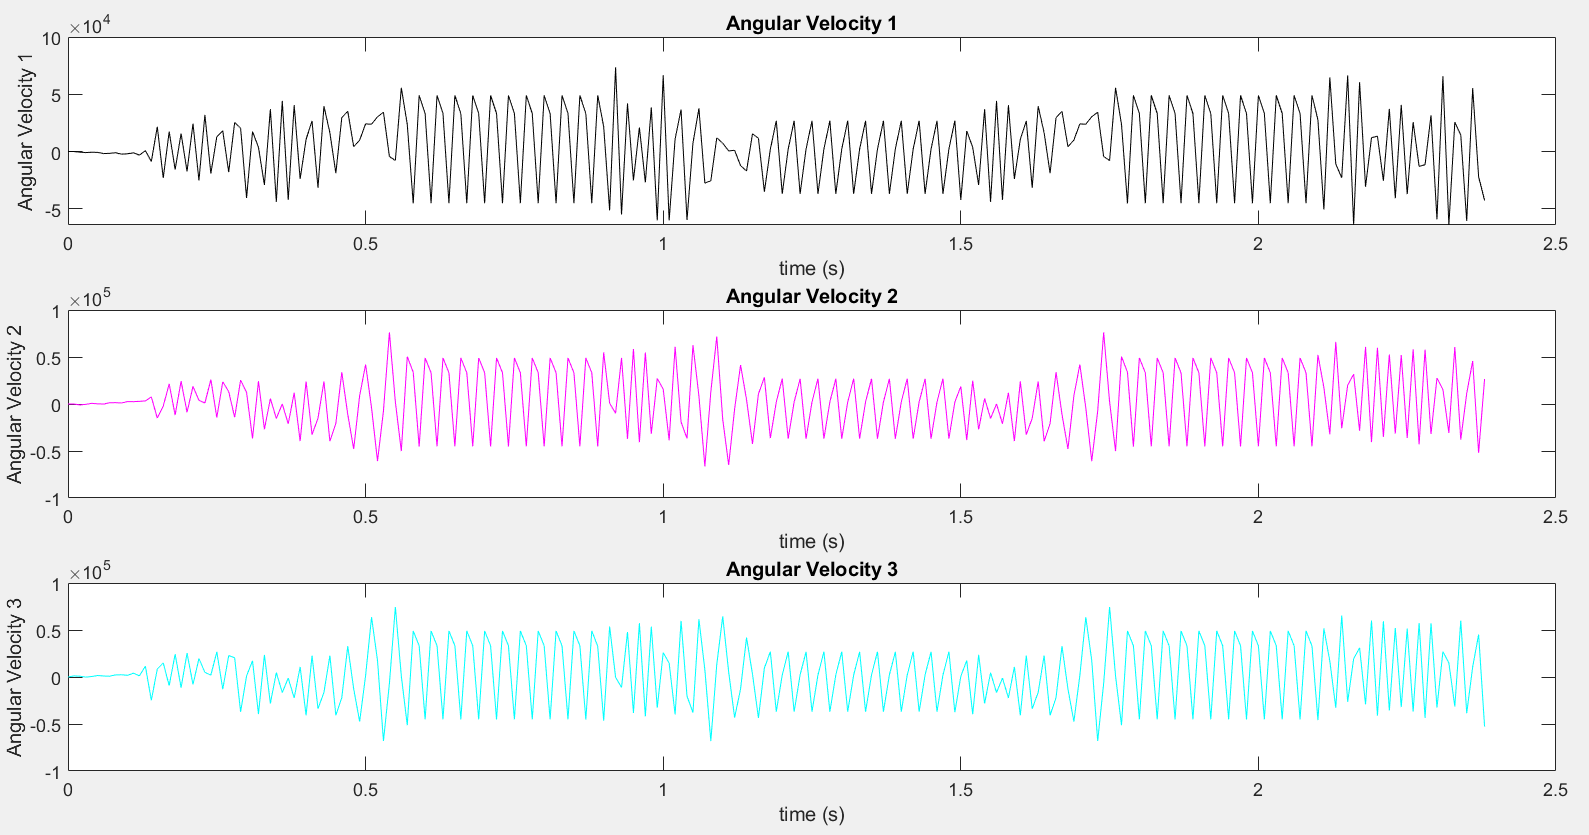 Angular Velocity 1
×10^4
10
5
0
-5
Angular Velocity 1
0 0.5 1 1.5 2 2.5
time (s)
Angular Velocity 2
×10^5
1
0.5
0
-0.5
-1
Angular Velocity 2
0 0.5 1 1.5 2 2.5
time (s)
Angular Velocity 3
×10^5
1
0.5
0
-0.5
-1
Angular Velocity 3
0 0.5 1 1.5 2 2.5
time (s)